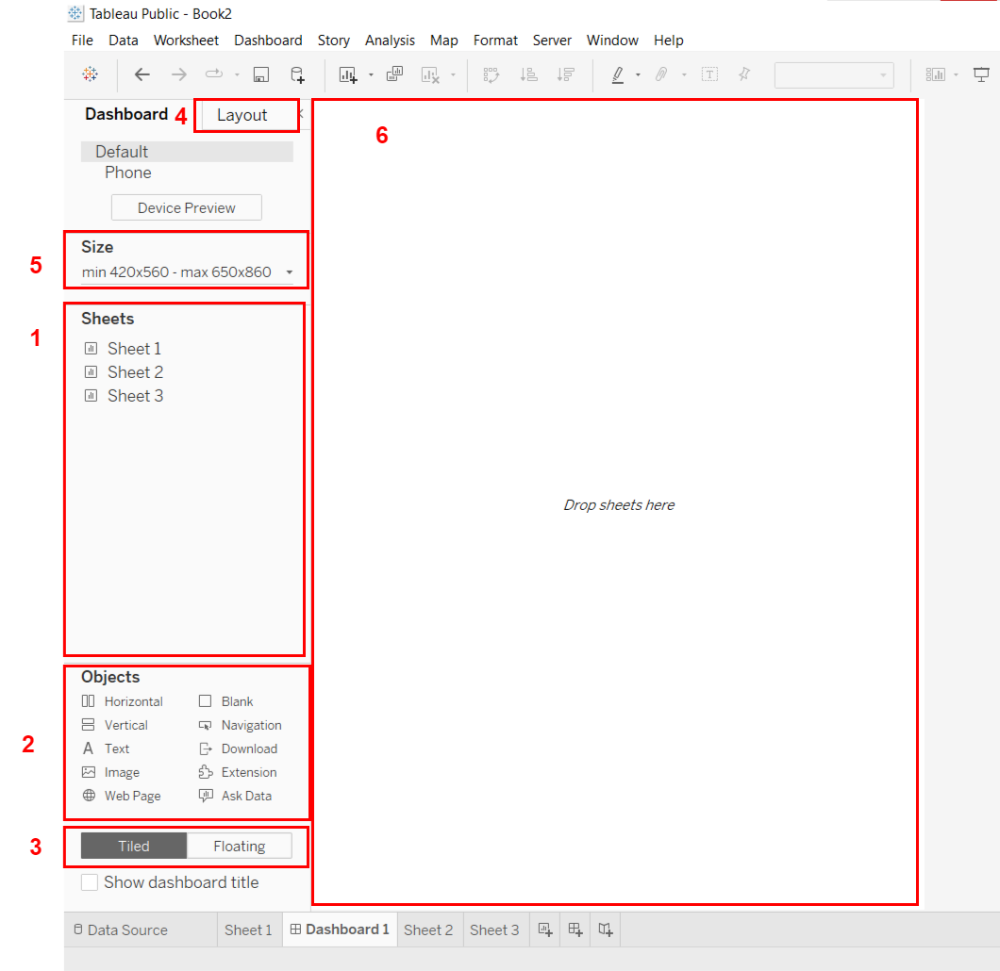 Tableau Public - Book2
File Data Worksheet Dashboard Story Analysis Map Format Server Window Help
Dashboard 4 Layout
6
Default
Phone
Device Preview
5
Size
min 420x560 - max 650x860
1
Sheets
Sheet 1
Sheet 2
Sheet 3
Drop sheets here
2
Objects
Horizontal Blank
Vertical Navigation
A Text Download
Image Extension
Web Page Ask Data
3
Tiled Floating
Show dashboard title
Data Source Sheet 1 Dashboard 1 Sheet 2 Sheet 3